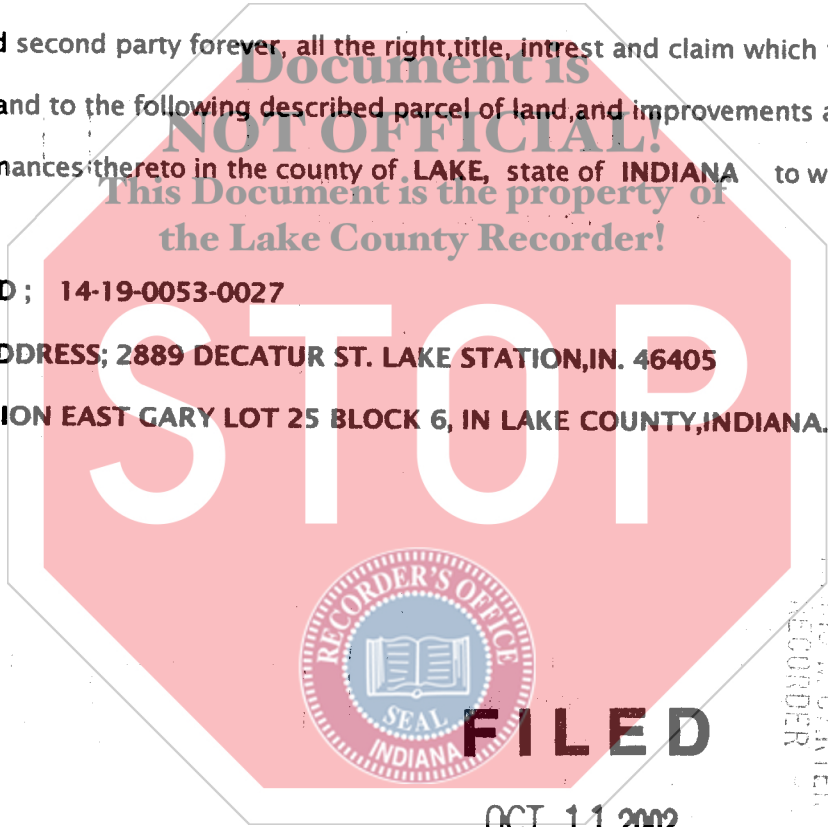 d second party forever, all the right,title, intrest and claim which
Document is
and to the following described parcel of land,and improvements a
NOT OFFICIAL!
nances thereto in the county of LAKE, state of INDIANA to w
This Document is the property of
the Lake County Recorder!
D ; 14-19-0053-0027
STOP
DDRESS; 2889 DECATUR ST. LAKE STATION,IN. 46405
ION EAST GARY LOT 25 BLOCK 6, IN LAKE COUNTY,INDIANA.
RECORDER'S OFFICE
SEAL
INDIANA
FILED
OCT 11 2002
RECORDER